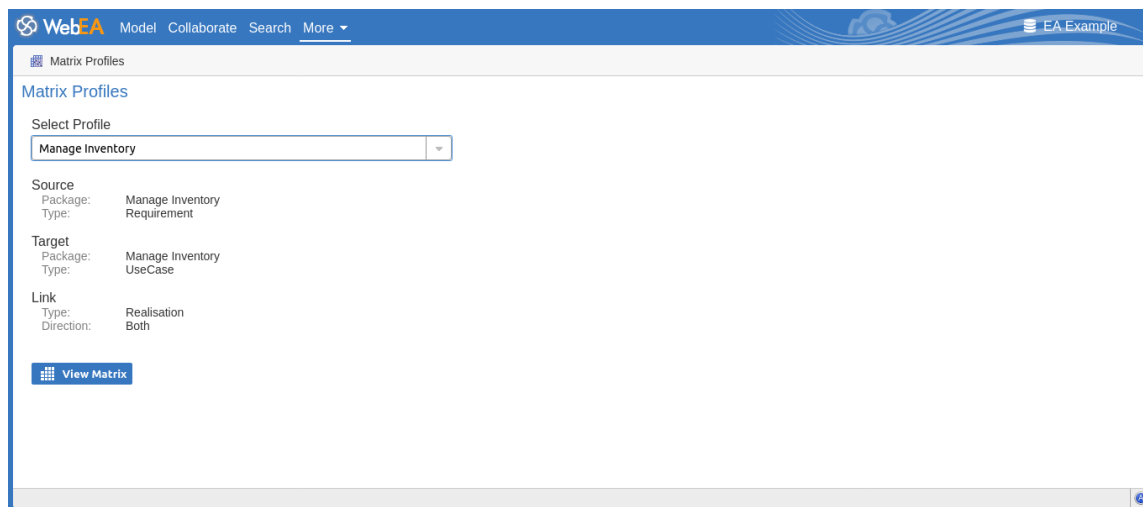 WebEA Model Collaborate Search More EA Example
Matrix Profiles
Matrix Profiles
Select Profile
Manage Inventory
Source
Package: Manage Inventory
Type: Requirement
Target
Package: Manage Inventory
Type: UseCase
Link
Type: Realisation
Direction: Both
View Matrix